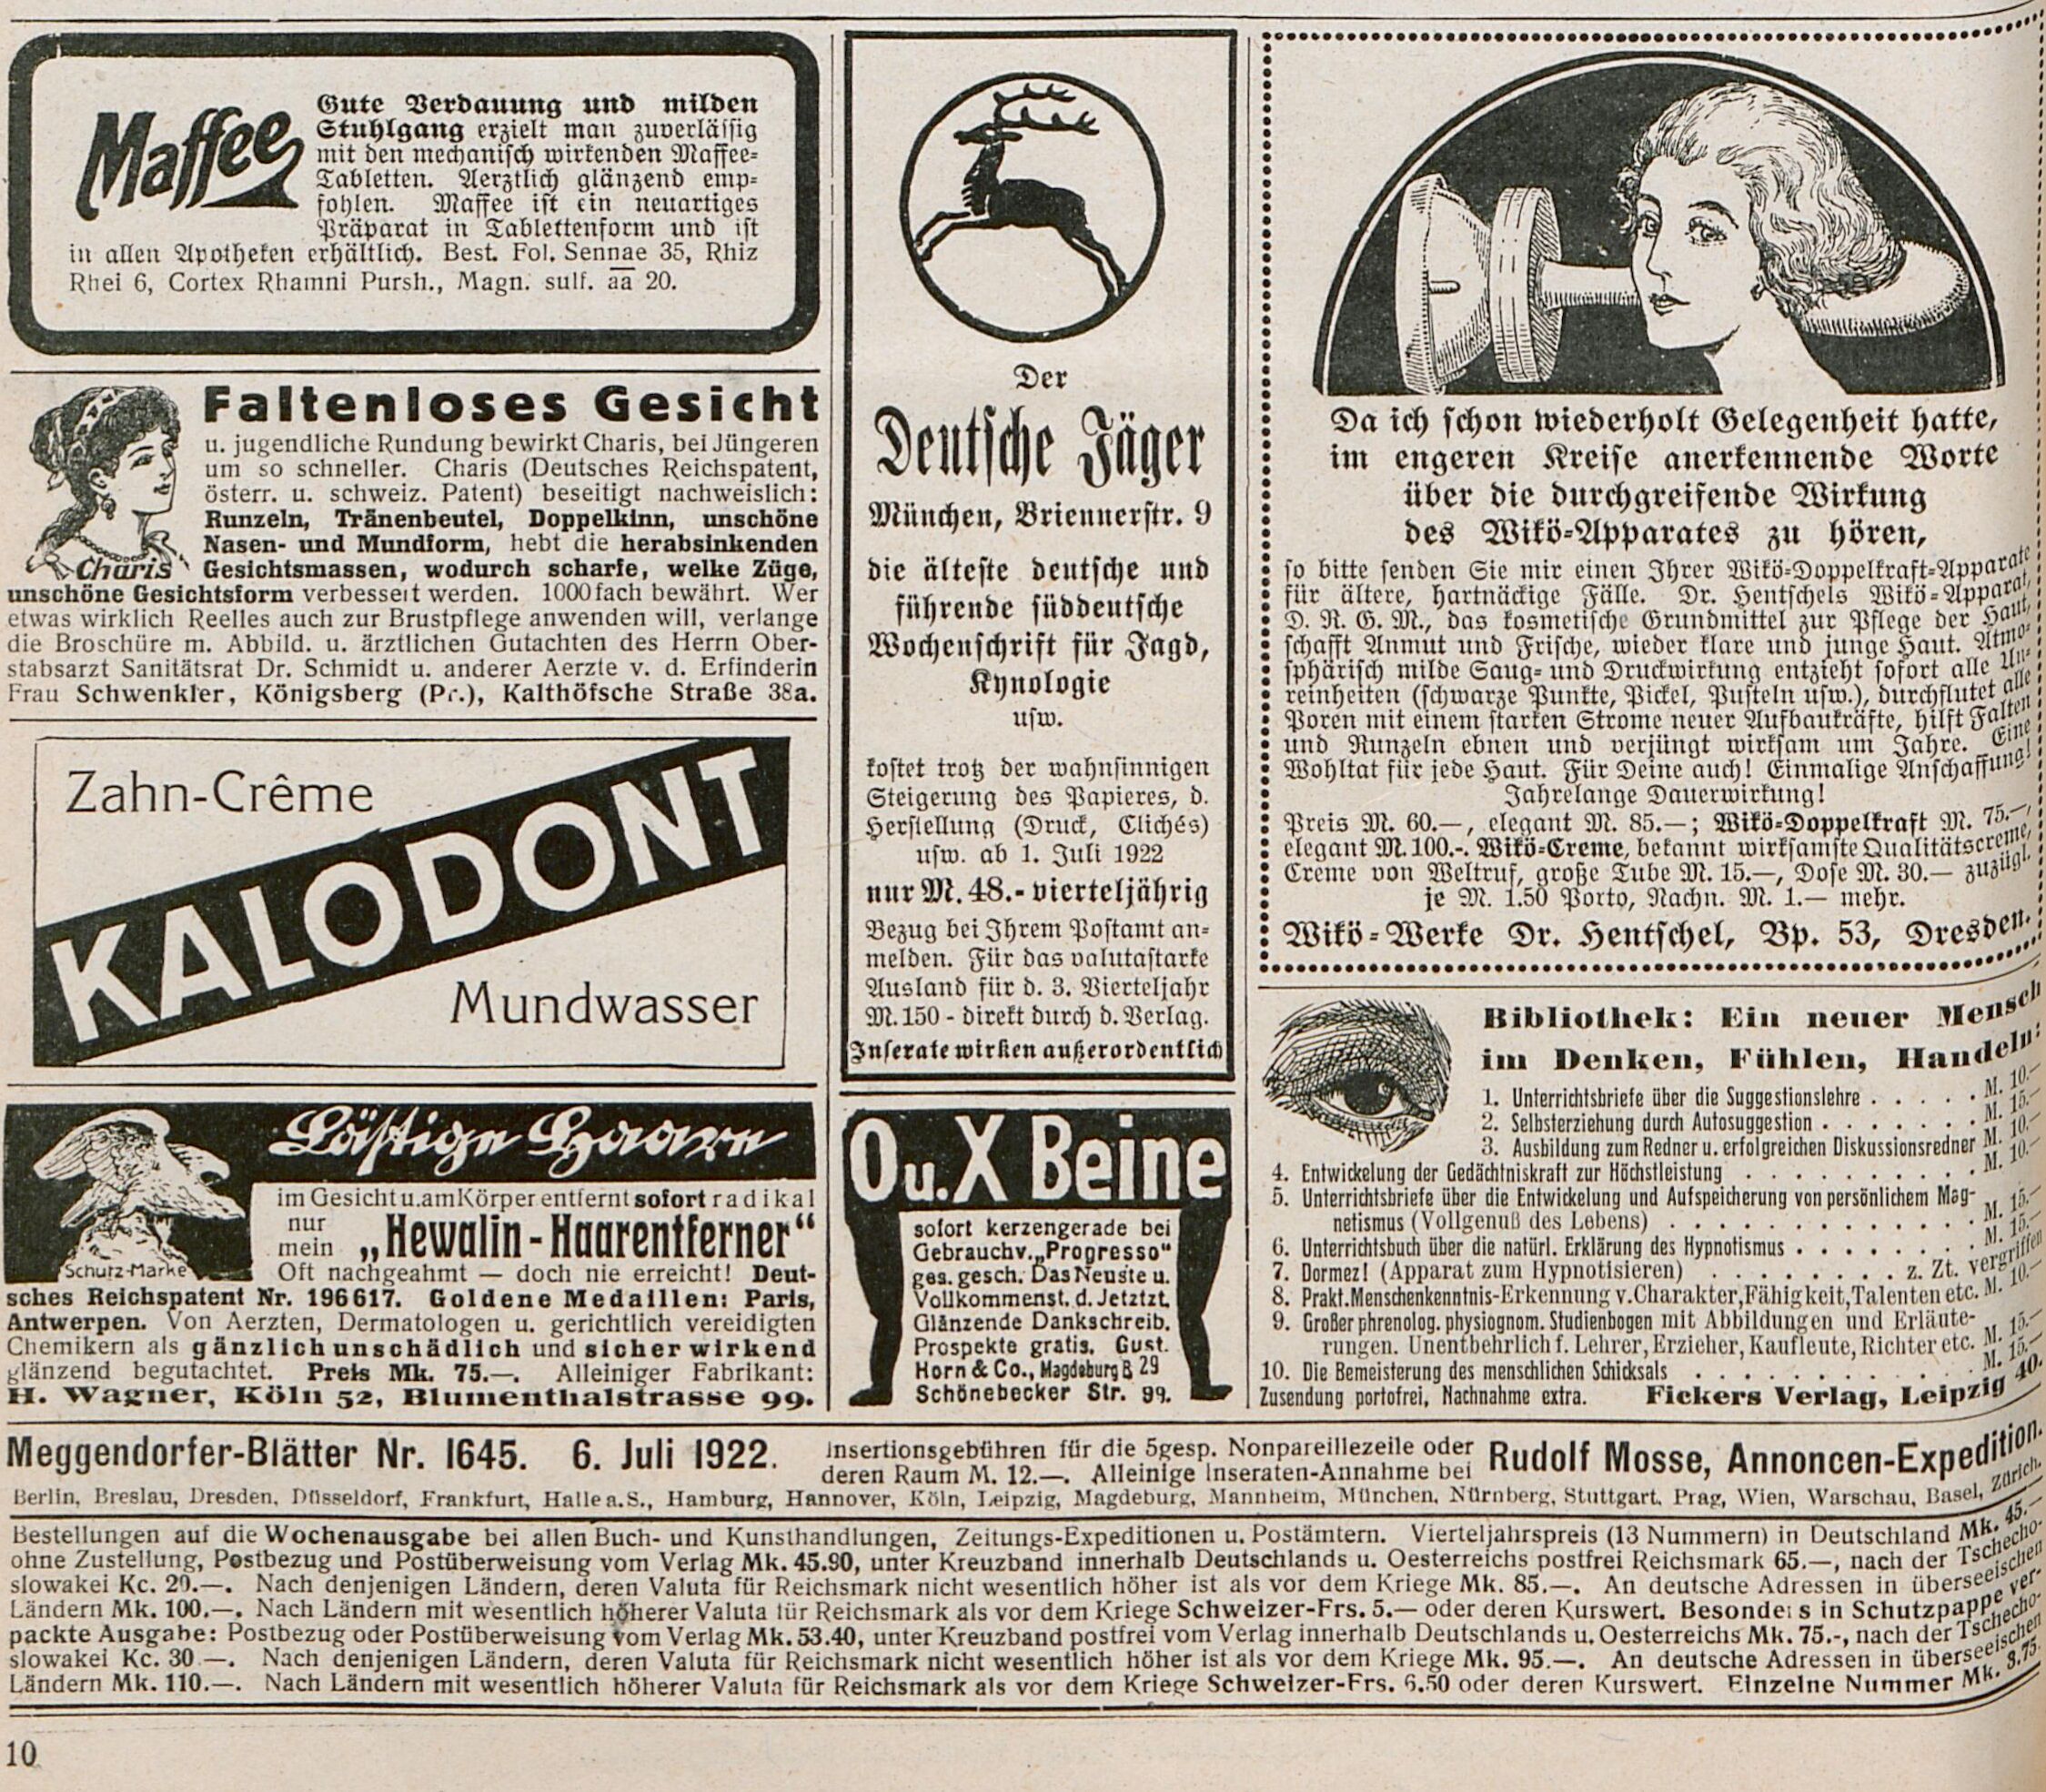 Maffee
Gute Verdauung und milden
Stuhlgang erzielt man zuverlässig
mit den mechanisch wirkenden Maffee-
Tabletten. Aerztlich glänzend emp-
fohlen. Maffee ist ein neuartiges
Präparat in Tablettenform und ist
in allen Apotheken erhältlich. Best. Fol. Sennae 35, Rhiz
Rhei 6, Cortex Rhamni Pursh., Magn. sulf. aa 20.
Charis
Faltenloses Gesicht
u. jugendliche Rundung bewirkt Charis, bei Jüngeren
um so schneller. Charis (Deutsches Reichspatent,
österr. u. schweiz. Patent) beseitigt nachweislich:
Runzeln, Tränenbeutel, Doppelkinn, unschöne
Nasen- und Mundform, hebt die herabsinkenden
Gesichtsmassen, wodurch scharfe, welke Züge,
unschöne Gesichtsform verbessert werden. 1000fach bewährt. Wer
etwas wirklich Reelles auch zur Brustpflege anwenden will, verlange
die Broschüre m. Abbild. u. ärztlichen Gutachten des Herrn Ober-
stabsarzt Sanitätsrat Dr. Schmidt u. anderer Aerzte v. d. Erfinderin
Frau Schwenkler, Königsberg (Pr.), Kalthöfsche Straße 38a.
Zahn-Crême
KALODONT
Mundwasser
Lästige Haare
Schutz-Marke
im Gesicht u. am Körper entfernt sofort radikal
nur
mein „Hewalin-Haarentferner“
Oft nachgeahmt — doch nie erreicht! Deut-
sches Reichspatent Nr. 196617. Goldene Medaillen: Paris,
Antwerpen. Von Aerzten, Dermatologen u. gerichtlich vereidigten
Chemikern als gänzlich unschädlich und sicher wirkend
glänzend begutachtet. Preis Mk. 75.—. Alleiniger Fabrikant:
H. Wagner, Köln 52, Blumenthalstrasse 99.
Der
Deutsche Jäger
München, Briennerstr. 9
die älteste deutsche und
führende süddeutsche
Wochenschrift für Jagd,
Kynologie
usw.
kostet trotz der wahnsinnigen
Steigerung des Papieres, d.
Herstellung (Druck, Clichés)
usw. ab 1. Juli 1922
nur M. 48.- vierteljährig
Bezug bei Ihrem Postamt an-
melden. Für das valutastarke
Ausland für d. 3. Vierteljahr
M. 150 - direkt durch d. Verlag.
Inserate wirken außerordentlich
O u. X Beine
sofort kerzengerade bei
Gebrauch v. „Progresso“
ges. gesch. Das Neuste u.
Vollkommenst. d. Jetztzt.
Glänzende Dankschreib.
Prospekte gratis. Gust.
Horn & Co., Magdeburg B 29
Schönebecker Str. 99.
Da ich schon wiederholt Gelegenheit hatte,
im engeren Kreise anerkennende Worte
über die durchgreifende Wirkung
des Wikö-Apparates zu hören,
so bitte senden Sie mir einen Ihrer Wikö-Doppelkraft-Apparate
für ältere, hartnäckige Fälle. Dr. Hentschels Wikö-Apparat,
D. R. G. M., das kosmetische Grundmittel zur Pflege der Haut,
schafft Anmut und Frische, wieder klare und junge Haut. Atmo-
sphärisch milde Saug- und Druckwirkung entzieht sofort alle Un-
reinheiten (schwarze Punkte, Pickel, Pusteln usw.), durchflutet alle
Poren mit einem starken Strome neuer Aufbaukräfte, hilft Falten
und Runzeln ebnen und verjüngt wirksam um Jahre. Eine
Wohltat für jede Haut. Für Deine auch! Einmalige Anschaffung!
Jahrelange Dauerwirkung!
Preis M. 60.—, elegant M. 85.—; Wikö-Doppelkraft M. 75.—,
elegant M. 100.-. Wikö-Creme, bekannt wirksamste Qualitätscreme,
Creme von Weltruf, große Tube M. 15.—, Dose M. 30.— zuzügl.
je M. 1.50 Porto, Nachn. M. 1.— mehr.
Wikö-Werke Dr. Hentschel, Bp. 53, Dresden.
Bibliothek: Ein neuer Mensch
im Denken, Fühlen, Handeln:
1. Unterrichtsbriefe über die Suggestionslehre . . . . . M. 10.—
2. Selbsterziehung durch Autosuggestion . . . . . . . M. 15.—
3. Ausbildung zum Redner u. erfolgreichen Diskussionsredner M. 10.—
4. Entwickelung der Gedächtniskraft zur Höchstleistung . . . . . . . . . M. 10.—
5. Unterrichtsbriefe über die Entwickelung und Aufspeicherung von persönlichem Mag-
netismus (Vollgenuß des Lebens) . . . . . . . . . . . . . M. 15.—
6. Unterrichtsbuch über die natürl. Erklärung des Hypnotismus . . . . . . . . M. 15.—
7. Dormez! (Apparat zum Hypnotisieren) . . . . . . . . z. Zt. vergriffen
8. Prakt. Menschenkenntnis-Erkennung v. Charakter, Fähigkeit, Talenten etc. M. 10.—
9. Großer phrenolog. physiognom. Studienbogen mit Abbildungen und Erläute-
rungen. Unentbehrlich f. Lehrer, Erzieher, Kaufleute, Richter etc. M. 15.—
10. Die Bemeisterung des menschlichen Schicksals . . . . . . . . . . . M. 15.—
Zusendung portofrei, Nachnahme extra. Fickers Verlag, Leipzig 40.
Meggendorfer-Blätter Nr. 1645. 6. Juli 1922.
Insertionsgebühren für die 5gesp. Nonpareillezeile oder
deren Raum M. 12.—. Alleinige Inseraten-Annahme bei
Rudolf Mosse, Annoncen-Expedition.
Berlin, Breslau, Dresden, Düsseldorf, Frankfurt, Halle a. S., Hamburg, Hannover, Köln, Leipzig, Magdeburg, Mannheim, München, Nürnberg, Stuttgart, Prag, Wien, Warschau, Basel, Zürich.
Bestellungen auf die Wochenausgabe bei allen Buch- und Kunsthandlungen, Zeitungs-Expeditionen u. Postämtern. Vierteljahrspreis (13 Nummern) in Deutschland Mk. 45.—
ohne Zustellung, Postbezug und Postüberweisung vom Verlag Mk. 45.90, unter Kreuzband innerhalb Deutschlands u. Oesterreichs postfrei Reichsmark 65.—, nach der Tschecho-
slowakei Kc. 20.—. Nach denjenigen Ländern, deren Valuta für Reichsmark nicht wesentlich höher ist als vor dem Kriege Mk. 85.—. An deutsche Adressen in überseeischen
Ländern Mk. 100.—. Nach Ländern mit wesentlich höherer Valuta für Reichsmark als vor dem Kriege Schweizer-Frs. 5.— oder deren Kurswert. Besonders in Schutzpappe ver-
packte Ausgabe: Postbezug oder Postüberweisung vom Verlag Mk. 53.40, unter Kreuzband postfrei vom Verlag innerhalb Deutschlands u. Oesterreichs Mk. 75.-, nach der Tschecho-
slowakei Kc. 30.—. Nach denjenigen Ländern, deren Valuta für Reichsmark nicht wesentlich höher ist als vor dem Kriege Mk. 95.—. An deutsche Adressen in überseeischen
Ländern Mk. 110.—. Nach Ländern mit wesentlich höherer Valuta für Reichsmark als vor dem Kriege Schweizer-Frs. 6.50 oder deren Kurswert. Einzelne Nummer Mk. 3.75.
10